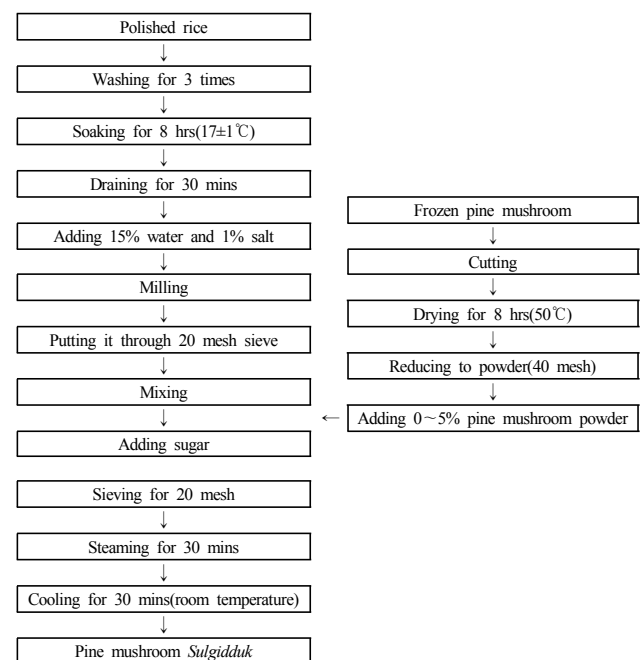 Polished rice
↓
Washing for 3 times
↓
Soaking for 8 hrs(17±1℃)
↓
Draining for 30 mins
↓
Adding 15% water and 1% salt
↓
Milling
↓
Putting it through 20 mesh sieve
↓
Mixing
↓
Adding sugar
Frozen pine mushroom
↓
Cutting
↓
Drying for 8 hrs(50℃)
↓
Reducing to powder(40 mesh)
↓
← Adding 0～5% pine mushroom powder
Sieving for 20 mesh
↓
Steaming for 30 mins
↓
Cooling for 30 mins(room temperature)
↓
Pine mushroom Sulgidduk